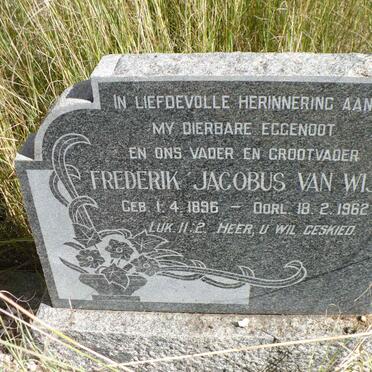 IN LIEFDEVOLLE HERINNERING AAN
MY DIERBARE EGGENOOT
EN ONS VADER EN GROOTVADER
FREDERIK JACOBUS VAN WIJ
GEB. 1.4.1896 - OORL. 18.2.1962
LUK. 11:2. HEER, U WIL GESKIED.